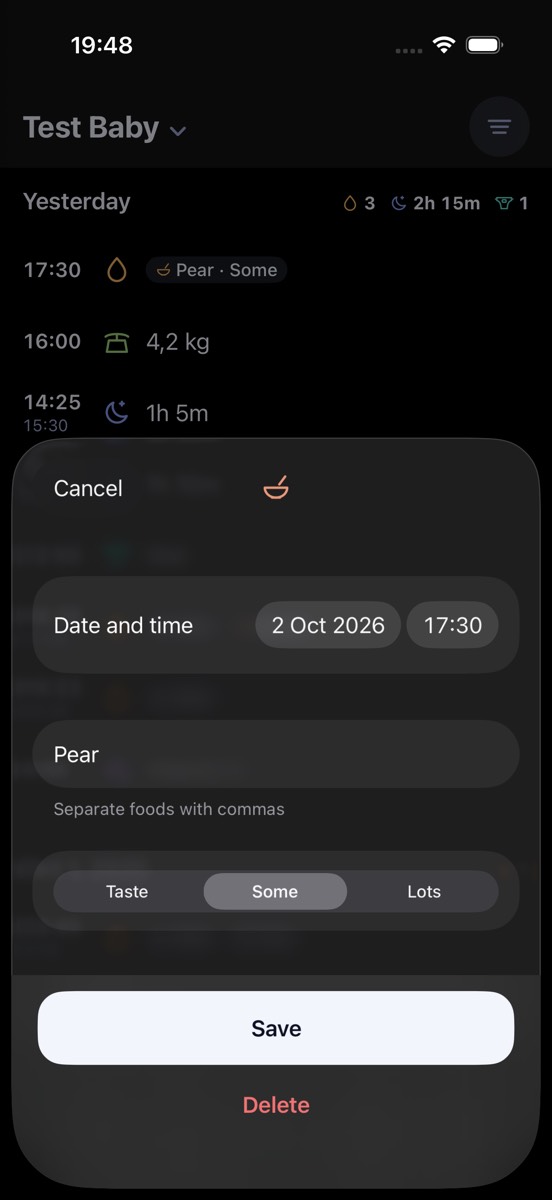 19:48
Test Baby
Yesterday 3 2h 15m 1
17:30 Pear · Some
16:00 4,2 kg
14:25 1h 5m
15:30
Cancel
Date and time 2 Oct 2026 17:30
Pear
Separate foods with commas
Taste Some Lots
Save
Delete